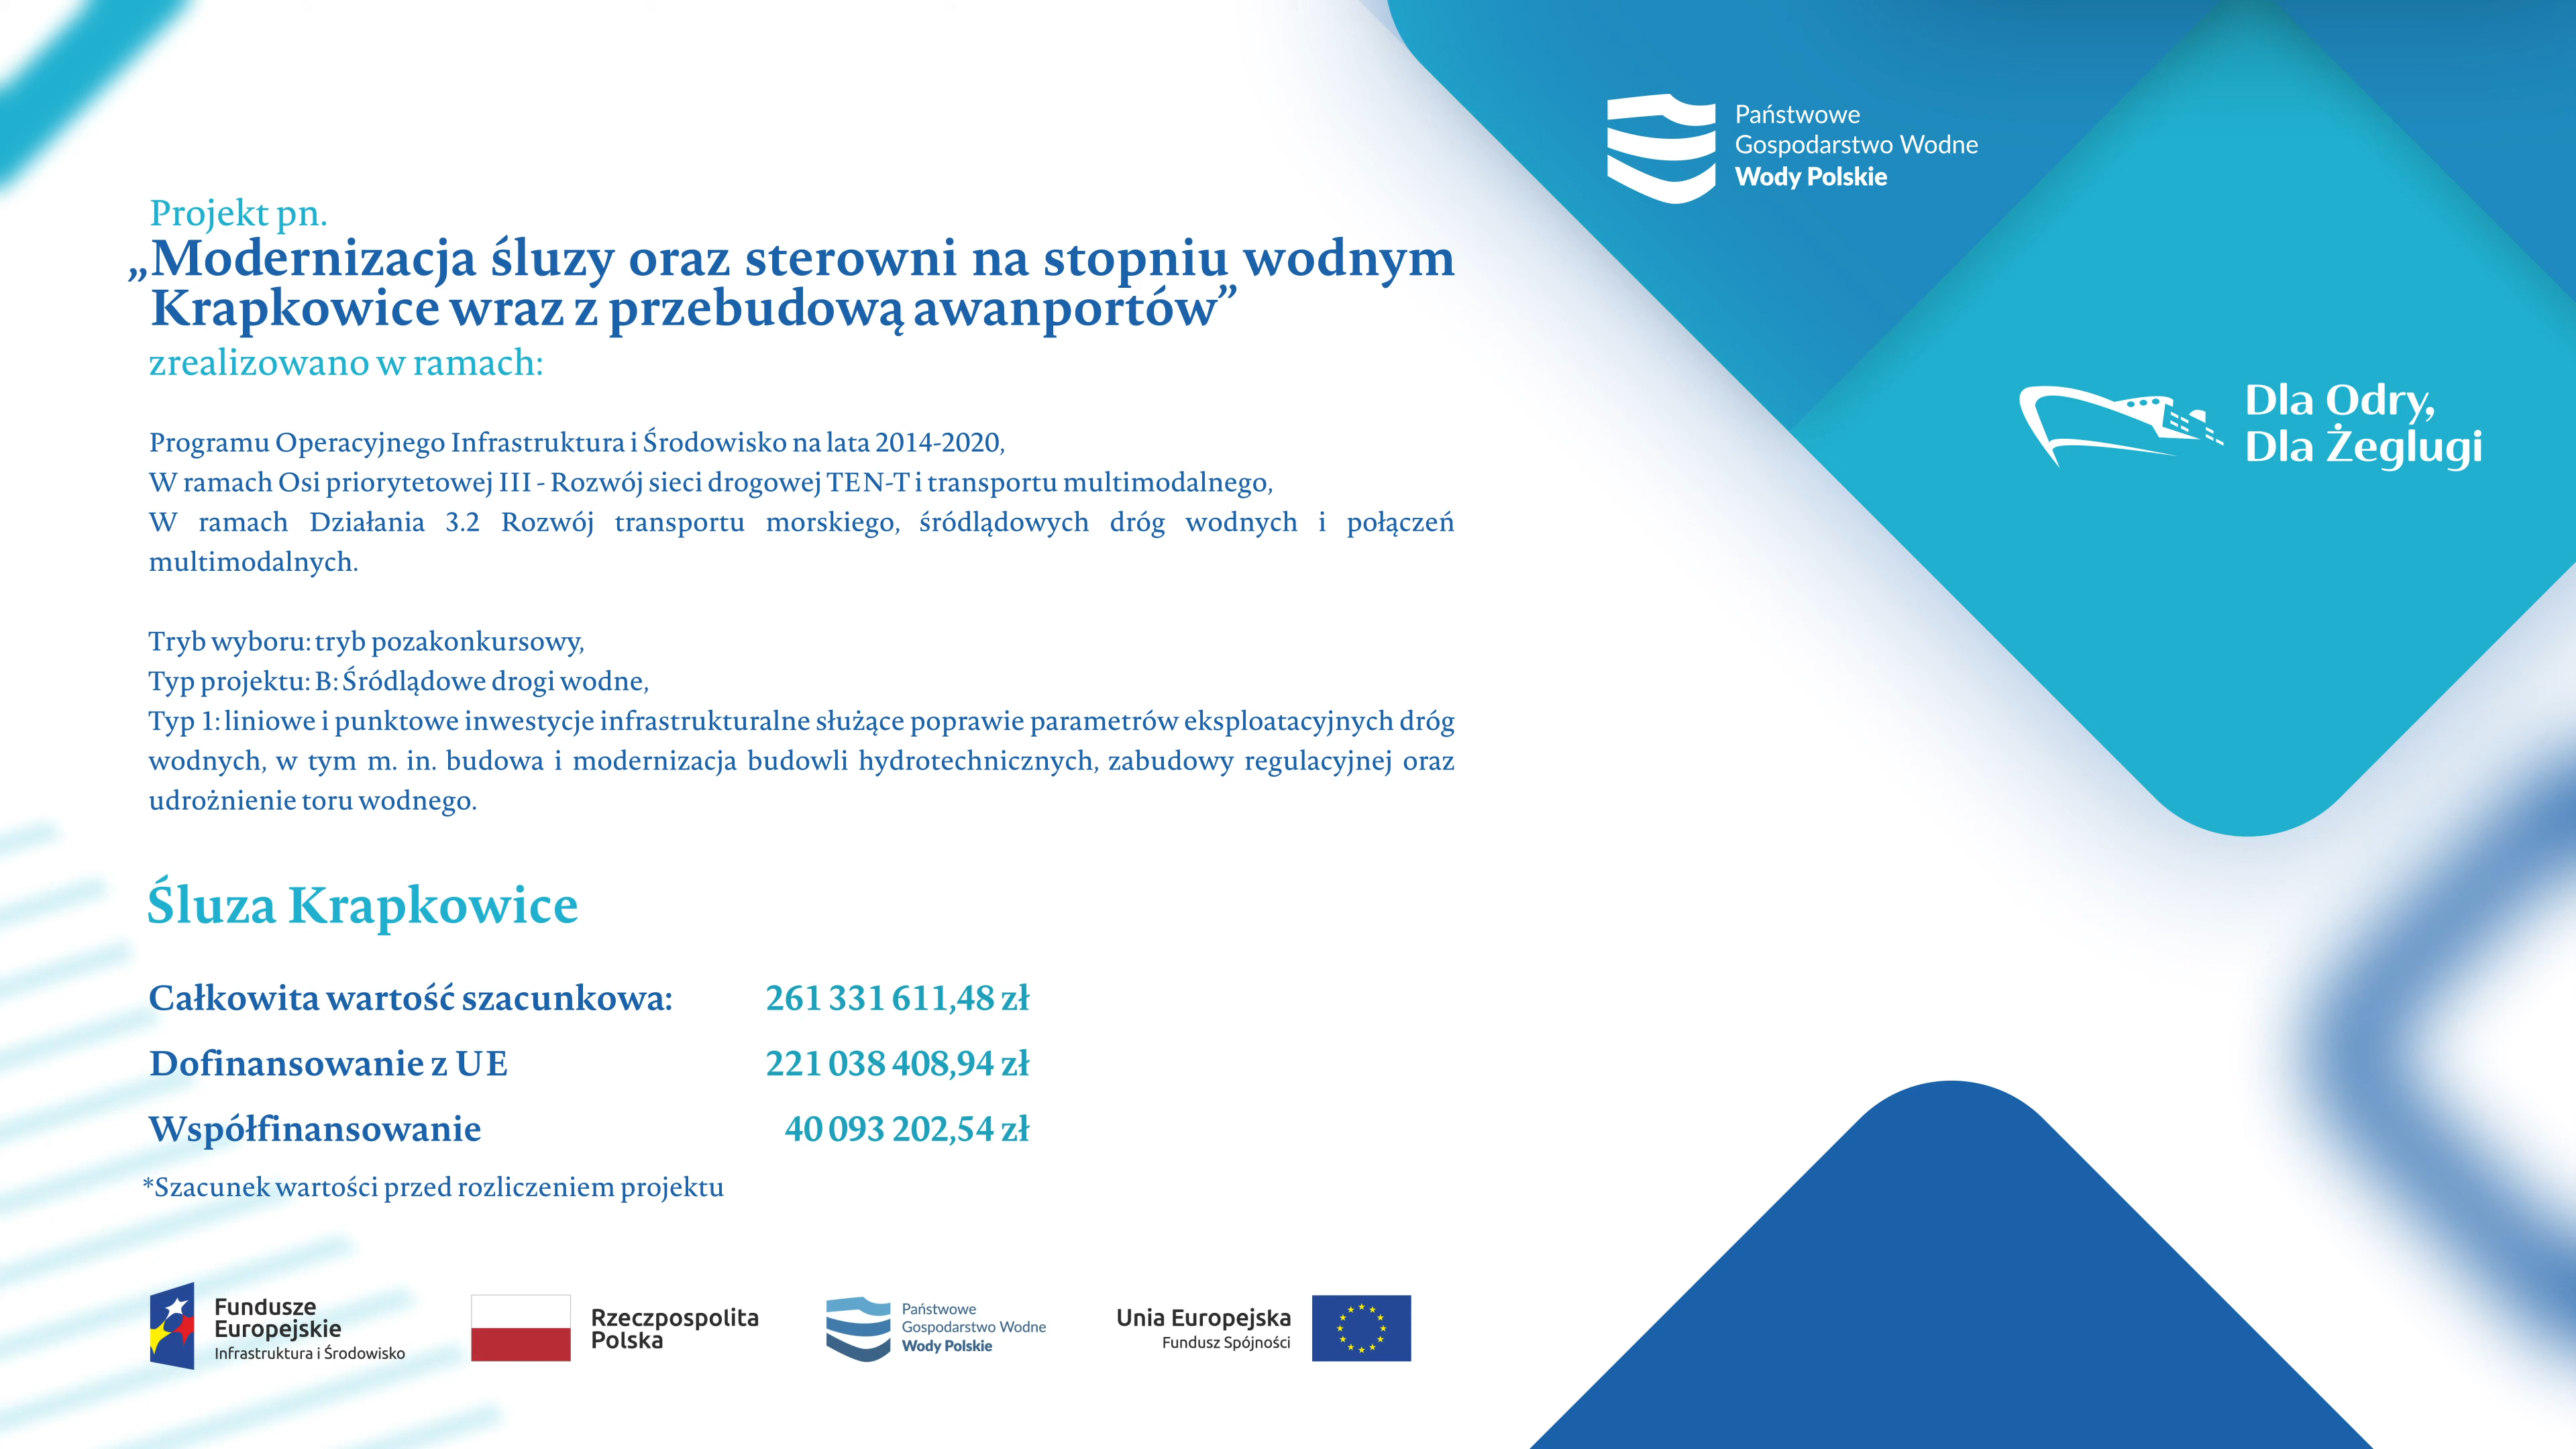 Państwowe
Gospodarstwo Wodne
Wody Polskie
Projekt pn.
„Modernizacja śluzy oraz sterowni na stopniu wodnym
Krapkowice wraz z przebudową awanportów”
zrealizowano w ramach:
Dla Odry,
Dla Żeglugi
Programu Operacyjnego Infrastruktura i Środowisko na lata 2014-2020,
W ramach Osi priorytetowej III - Rozwój sieci drogowej TEN-T i transportu multimodalnego,
W ramach Działania 3.2 Rozwój transportu morskiego, śródlądowych dróg wodnych i połączeń
multimodalnych.
Tryb wyboru: tryb pozakonkursowy,
Typ projektu: B: Śródlądowe drogi wodne,
Typ 1: liniowe i punktowe inwestycje infrastrukturalne służące poprawie parametrów eksploatacyjnych dróg
wodnych, w tym m. in. budowa i modernizacja budowli hydrotechnicznych, zabudowy regulacyjnej oraz
udrożnienie toru wodnego.
Śluza Krapkowice
Całkowita wartość szacunkowa: 261 331 611,48 zł
Dofinansowanie z UE 221 038 408,94 zł
Współfinansowanie 40 093 202,54 zł
*Szacunek wartości przed rozliczeniem projektu
Fundusze
Europejskie
Infrastruktura i Środowisko
Rzeczpospolita
Polska
Państwowe
Gospodarstwo Wodne
Wody Polskie
Unia Europejska
Fundusz Spójności